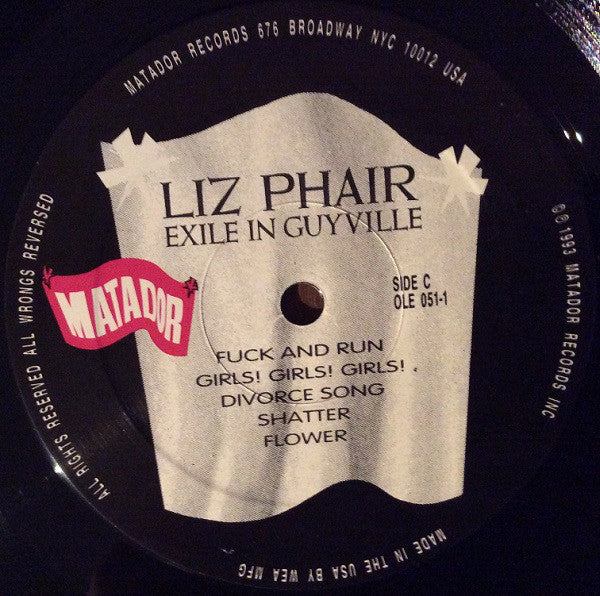 MATADOR RECORDS 676 BROADWAY NYC 10012 USA
LIZ PHAIR
EXILE IN GUYVILLE
MATADOR
SIDE C
OLE 051-1
FUCK AND RUN
GIRLS! GIRLS! GIRLS!
DIVORCE SONG
SHATTER
FLOWER
℗© 1993 MATADOR RECORDS INC
MADE IN THE USA BY WEA MFG
ALL RIGHTS RESERVED ALL WRONGS REVERSED